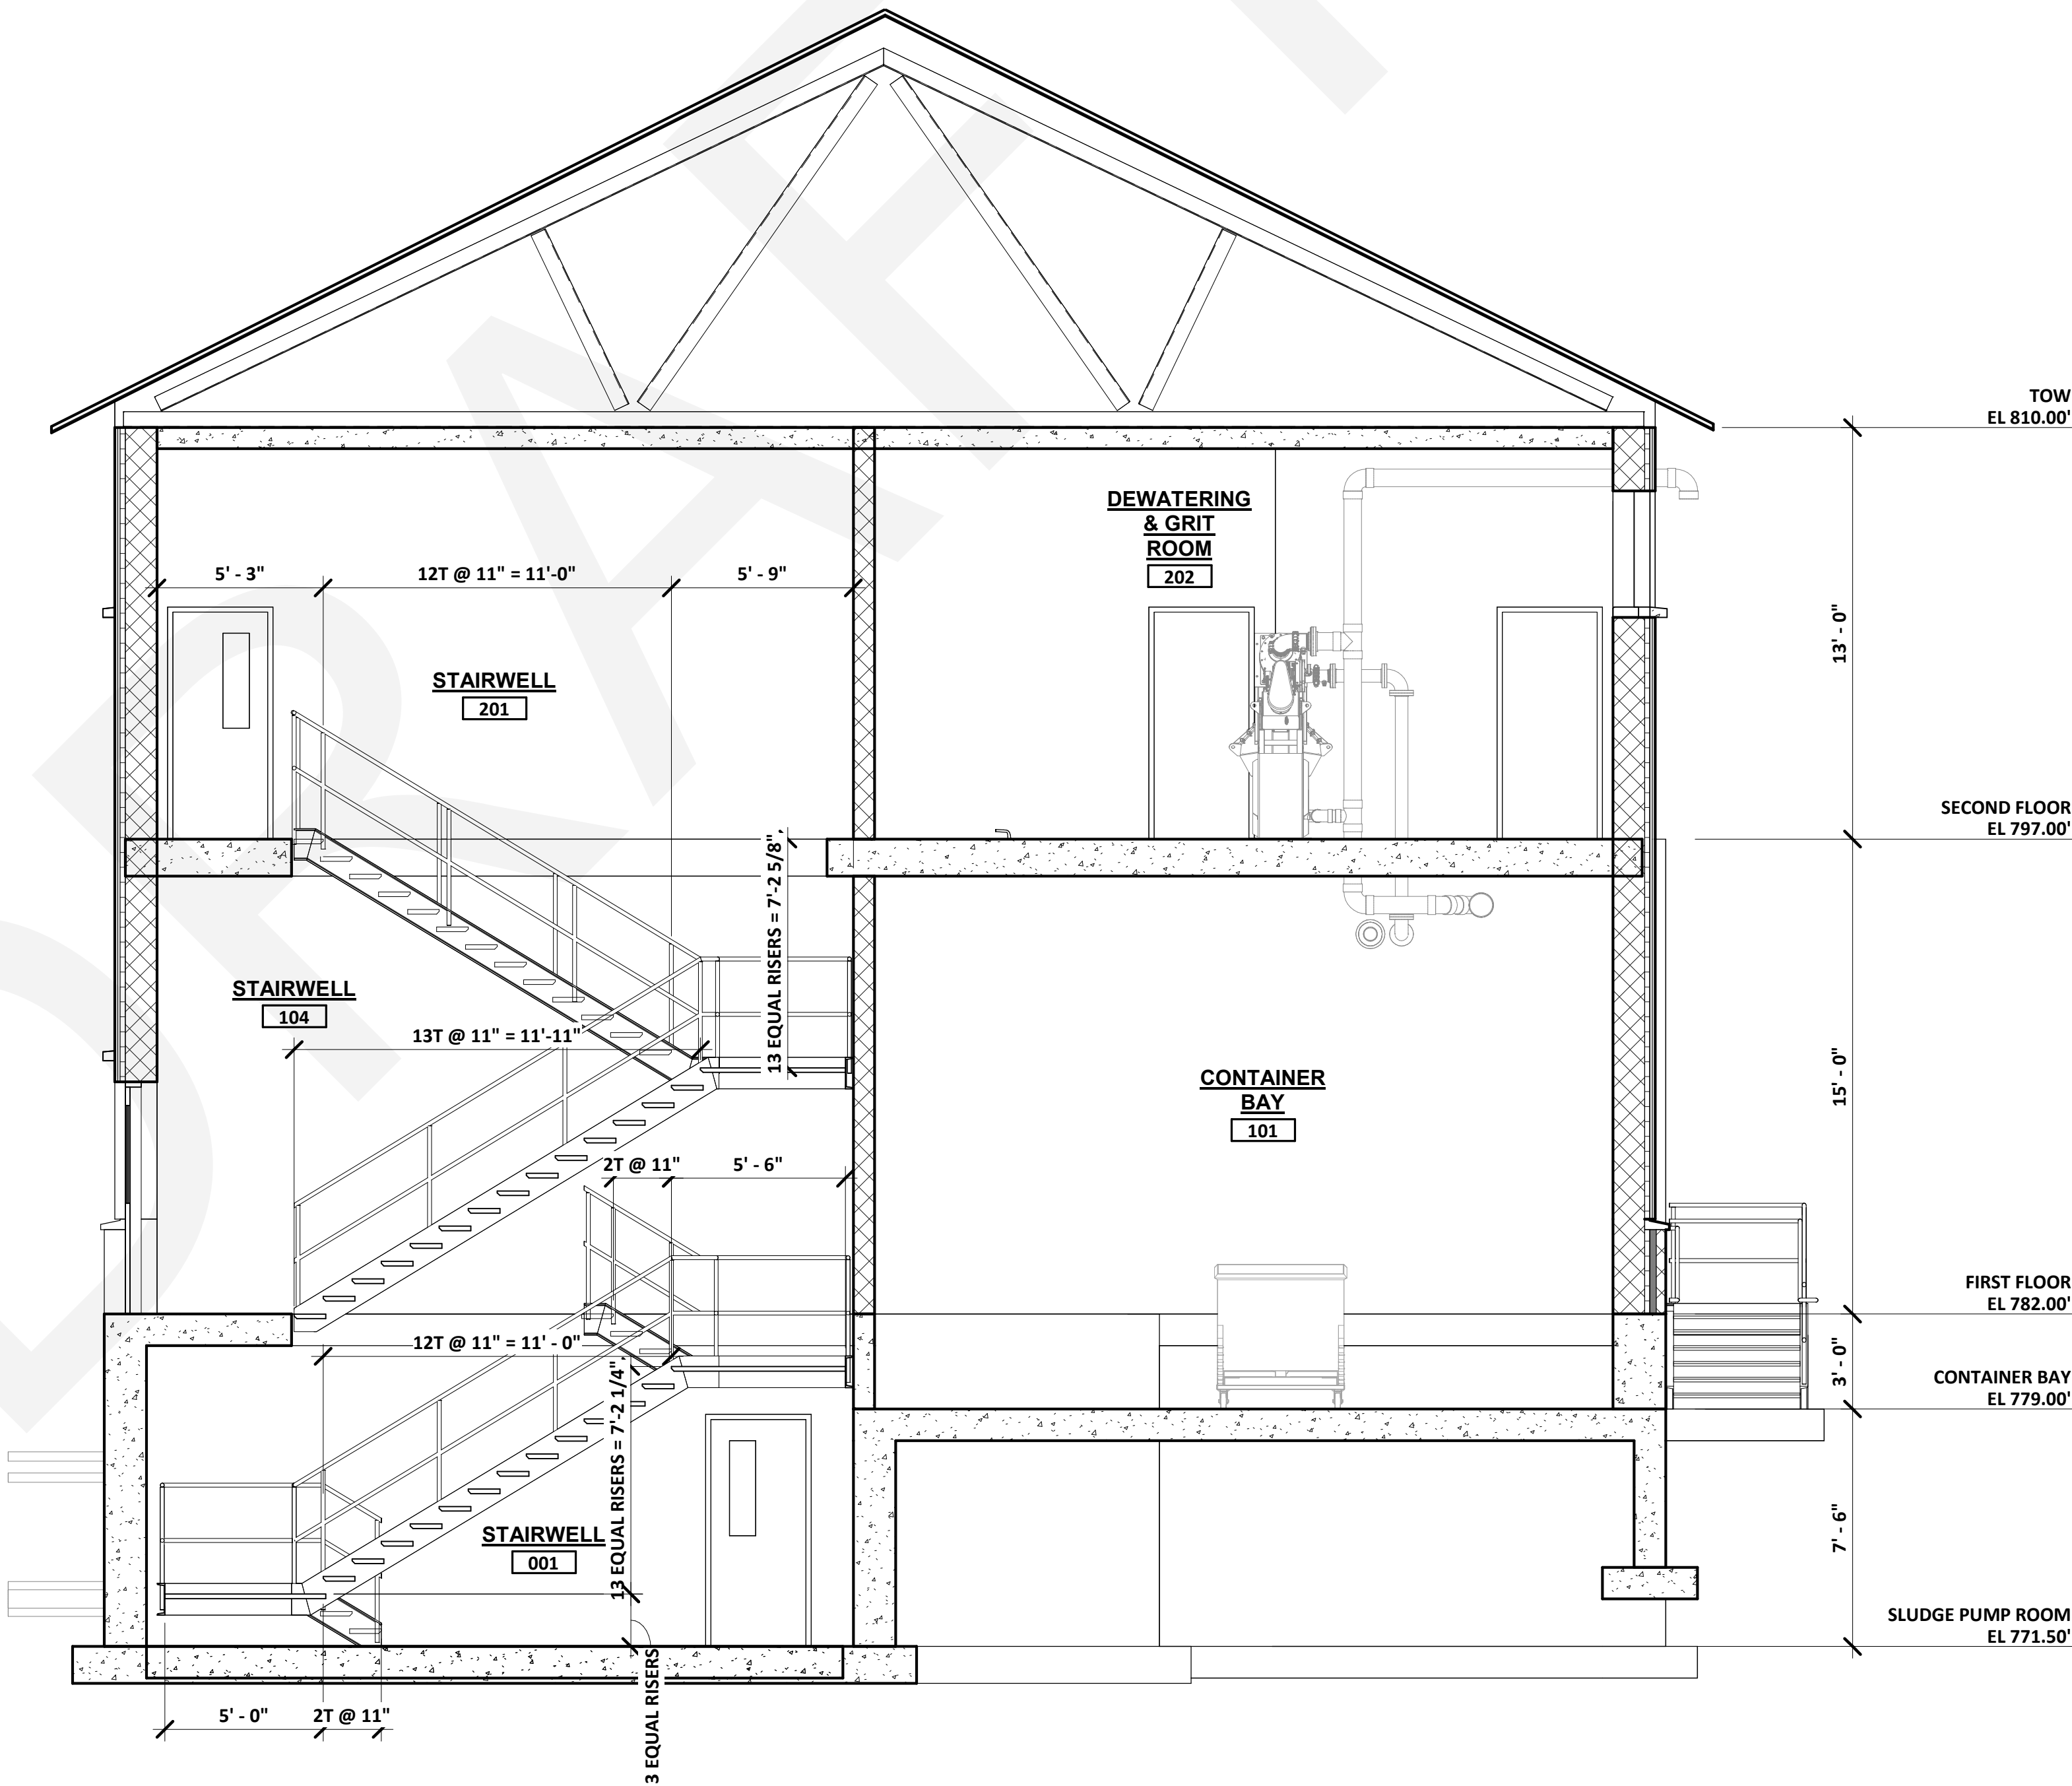 TOW
EL 810.00'
DEWATERING
& GRIT
ROOM
202
5' - 3"
12T @ 11" = 11'-0"
5' - 9"
13' - 0"
STAIRWELL
201
SECOND FLOOR
EL 797.00'
13 EQUAL RISERS = 7'-2 5/8",
STAIRWELL
104
13T @ 11" = 11'-11"
CONTAINER
BAY
101
15' - 0"
2T @ 11"
5' - 6"
FIRST FLOOR
EL 782.00'
12T @ 11" = 11' - 0"
3' - 0"
CONTAINER BAY
EL 779.00'
13 EQUAL RISERS = 7'-2 1/4",
STAIRWELL
001
7' - 6"
SLUDGE PUMP ROOM
EL 771.50'
3 EQUAL RISERS
5' - 0"
2T @ 11"
DRAFT